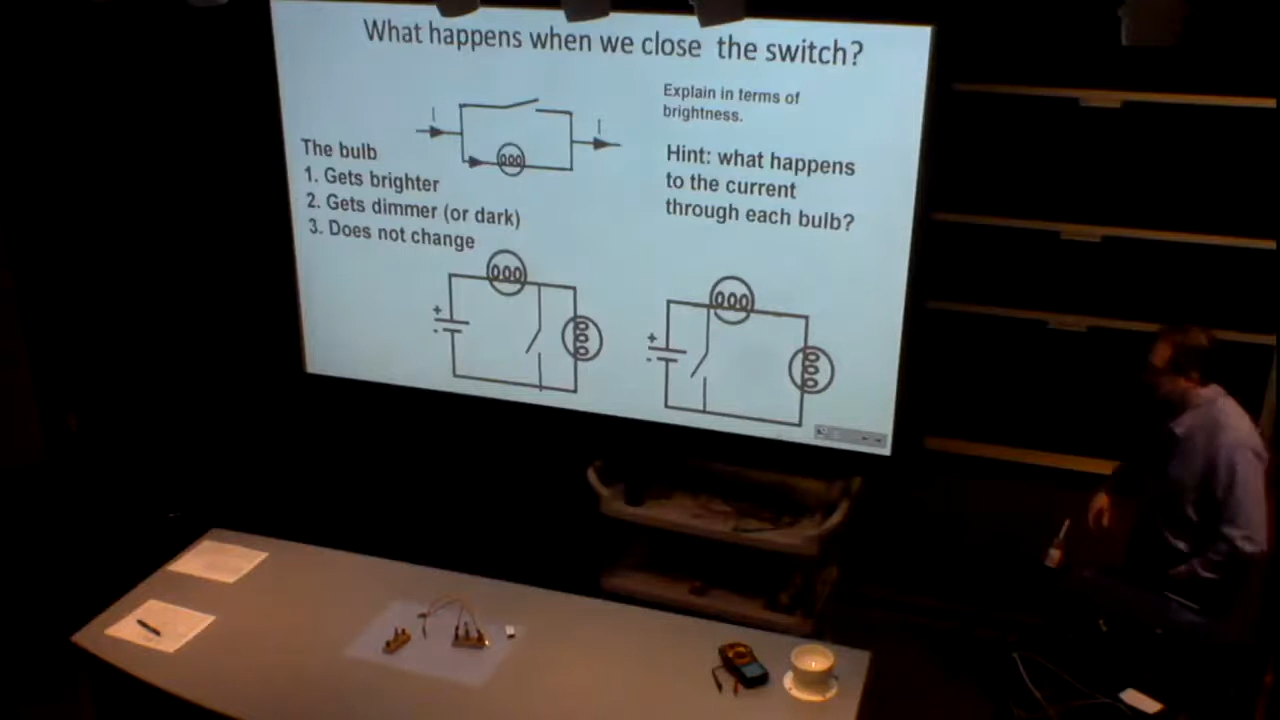 What happens when we close the switch?
Explain in terms of
brightness.
I
I
The bulb
1. Gets brighter
2. Gets dimmer (or dark)
3. Does not change
Hint: what happens
to the current
through each bulb?
+
-
+
-